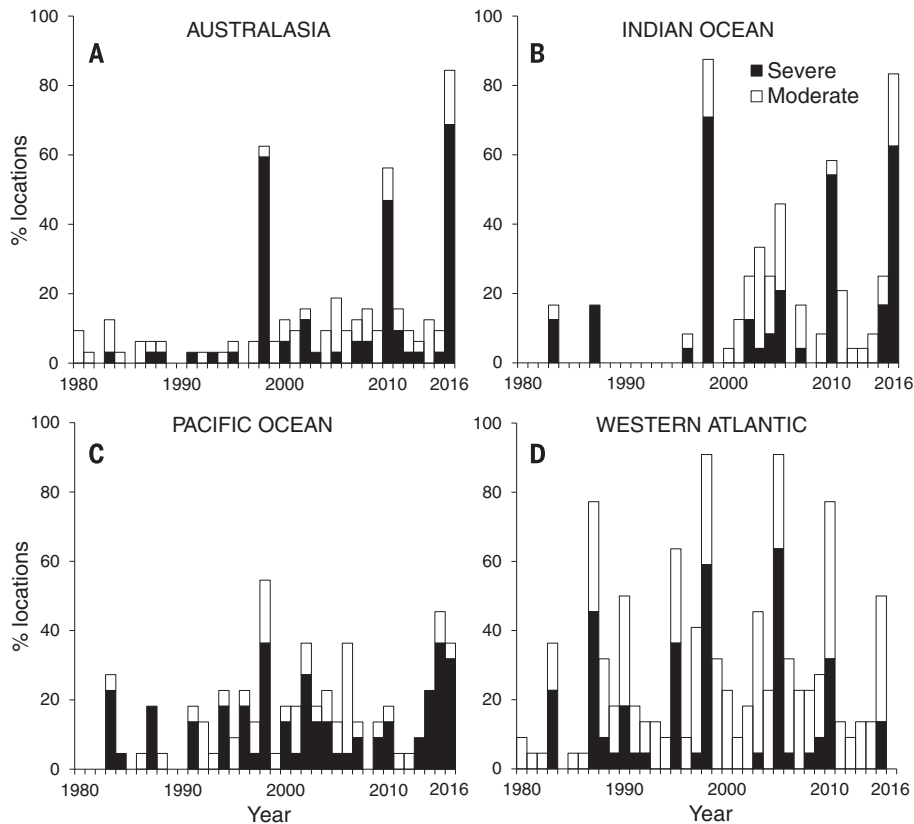 AUSTRALASIA
A
100
80
60
40
20
0
% locations
1980 1990 2000 2010 2016
INDIAN OCEAN
B
Severe
Moderate
100
80
60
40
20
0
1980 1990 2000 2010 2016
PACIFIC OCEAN
C
100
80
60
40
20
0
% locations
1980 1990 2000 2010 2016
Year
WESTERN ATLANTIC
D
100
80
60
40
20
0
1980 1990 2000 2010 2016
Year